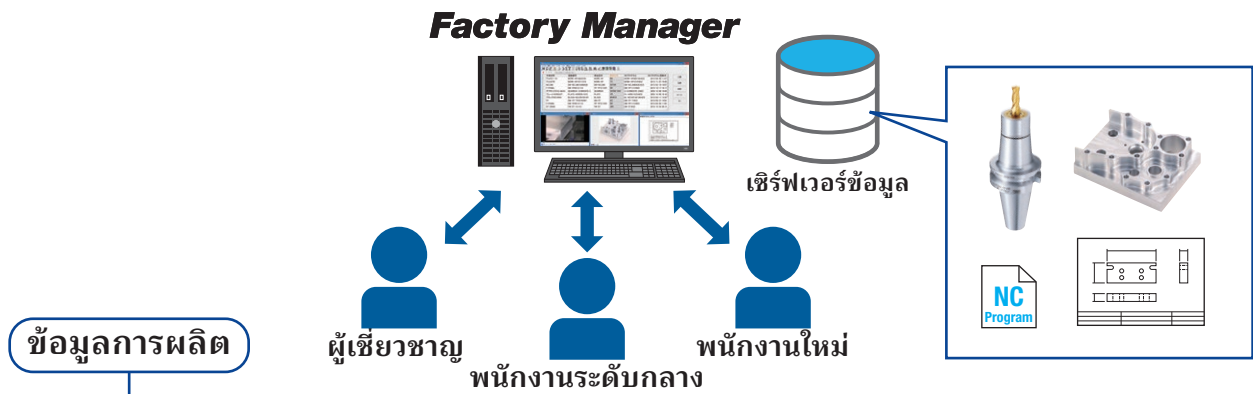 Factory Manager
เซิร์ฟเวอร์ข้อมูล
NC
Program
ผู้เชี่ยวชาญ
พนักงานระดับกลาง
พนักงานใหม่
ข้อมูลการผลิต